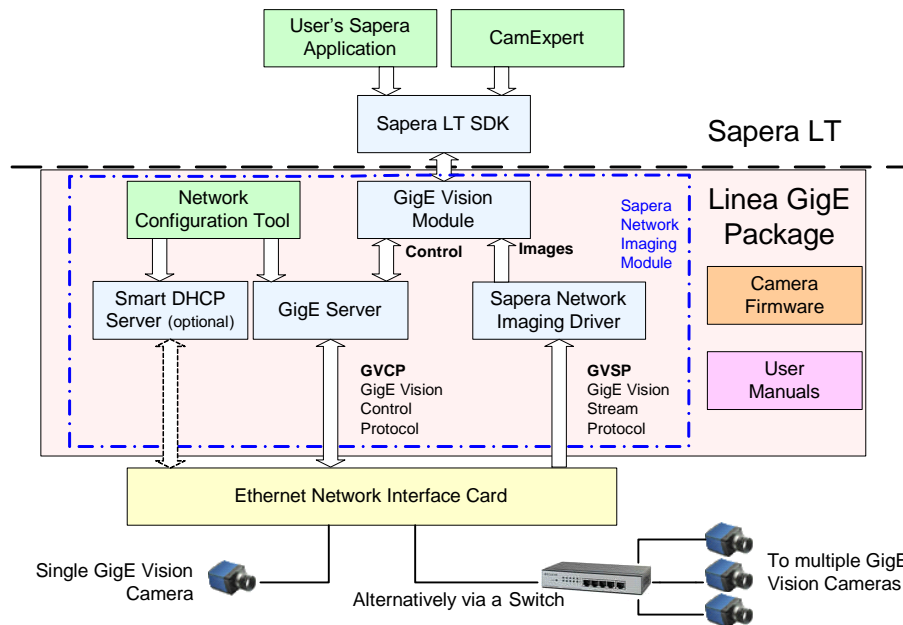 User's Sapera
Application
CamExpert
Sapera LT SDK
Sapera LT
Network
Configuration Tool
GigE Vision
Module
Sapera
Network
Imaging
Module
Linea GigE
Package
Control
Images
Smart DHCP
Server (optional)
GigE Server
Sapera Network
Imaging Driver
Camera
Firmware
GVCP
GigE Vision
Control
Protocol
GVSP
GigE Vision
Stream
Protocol
User
Manuals
Ethernet Network Interface Card
Single GigE Vision
Camera
Alternatively via a Switch
To multiple GigE
Vision Cameras